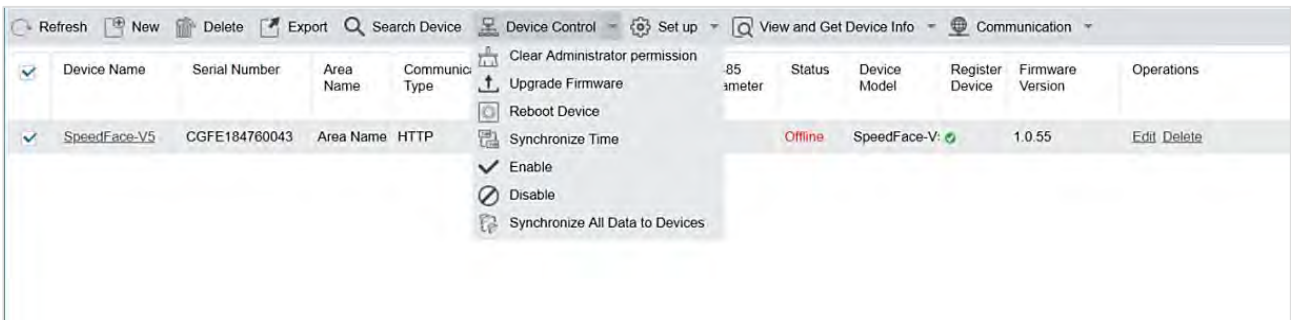 Refresh New Delete Export Search Device Device Control Set up View and Get Device Info Communication
Device Name Serial Number Area Name Communica Type 85 ameter Status Device Model Register Device Firmware Version Operations
SpeedFace-V5 CGFE184760043 Area Name HTTP Offline SpeedFace-V 1.0.55 Edit Delete
Clear Administrator permission
Upgrade Firmware
Reboot Device
Synchronize Time
Enable
Disable
Synchronize All Data to Devices